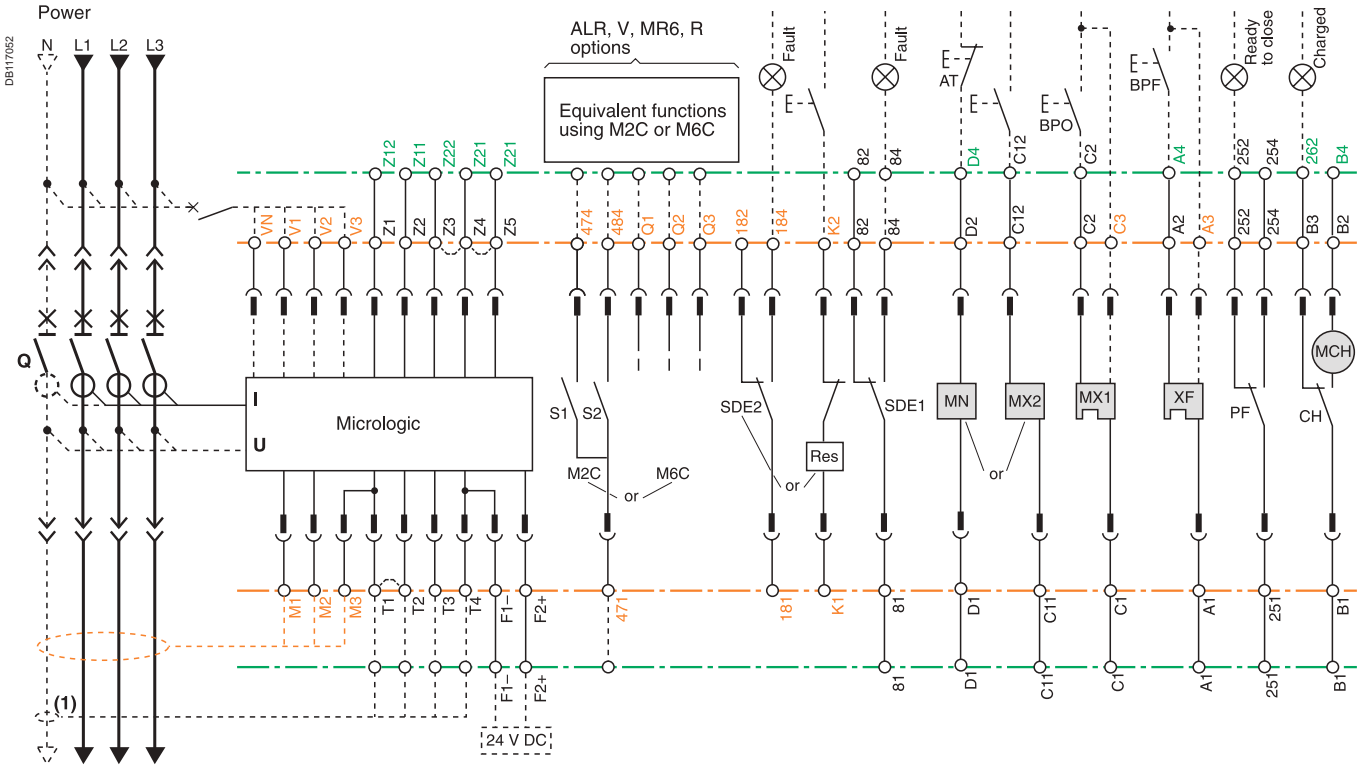 Power
DB117052
N L1 L2 L3
ALR, V, MR6, R
options
Equivalent functions
using M2C or M6C
Fault
Fault
AT
BPO
BPF
Ready
to close
Charged
Z12 Z11 Z22 Z21 Z21
82 84 D4 C12 C2 A4 252 254 262 B4
VN V1 V2 V3 Z1 Z2 Z3 Z4 Z5
474 484 Q1 Q2 Q3 182 184 K2 82 84 D2 C12 C2 C3 A2 A3 252 254 B3 B2
Q
MCH
I
U
Micrologic
S1 S2
SDE2
SDE1
MN MX2 MX1 XF
PF
CH
Res
M2C or M6C
or
or
M1 M2 M3 T1 T2 T3 T4 F1– F2+
471 181 K1 81 D1 C11 C1 A1 251 B1
(1)
F1– F2+
81 D1 C11 C1 A1 251 B1
24 V DC